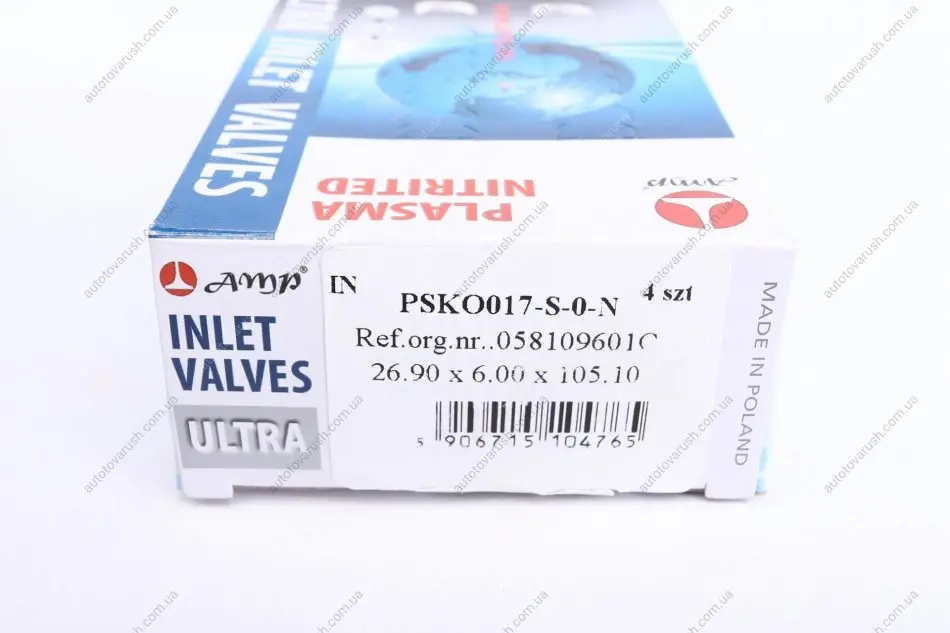 INLET VALVES
PLASMA
NITRITED
AMP
AMP®
INLET
VALVES
ULTRA
IN
PSKO017-S-0-N
4 szt
Ref.org.nr..058109601C
26.90 x 6.00 x 105.10
5 906715 104765
MADE IN POLAND
autotovarush.com.ua